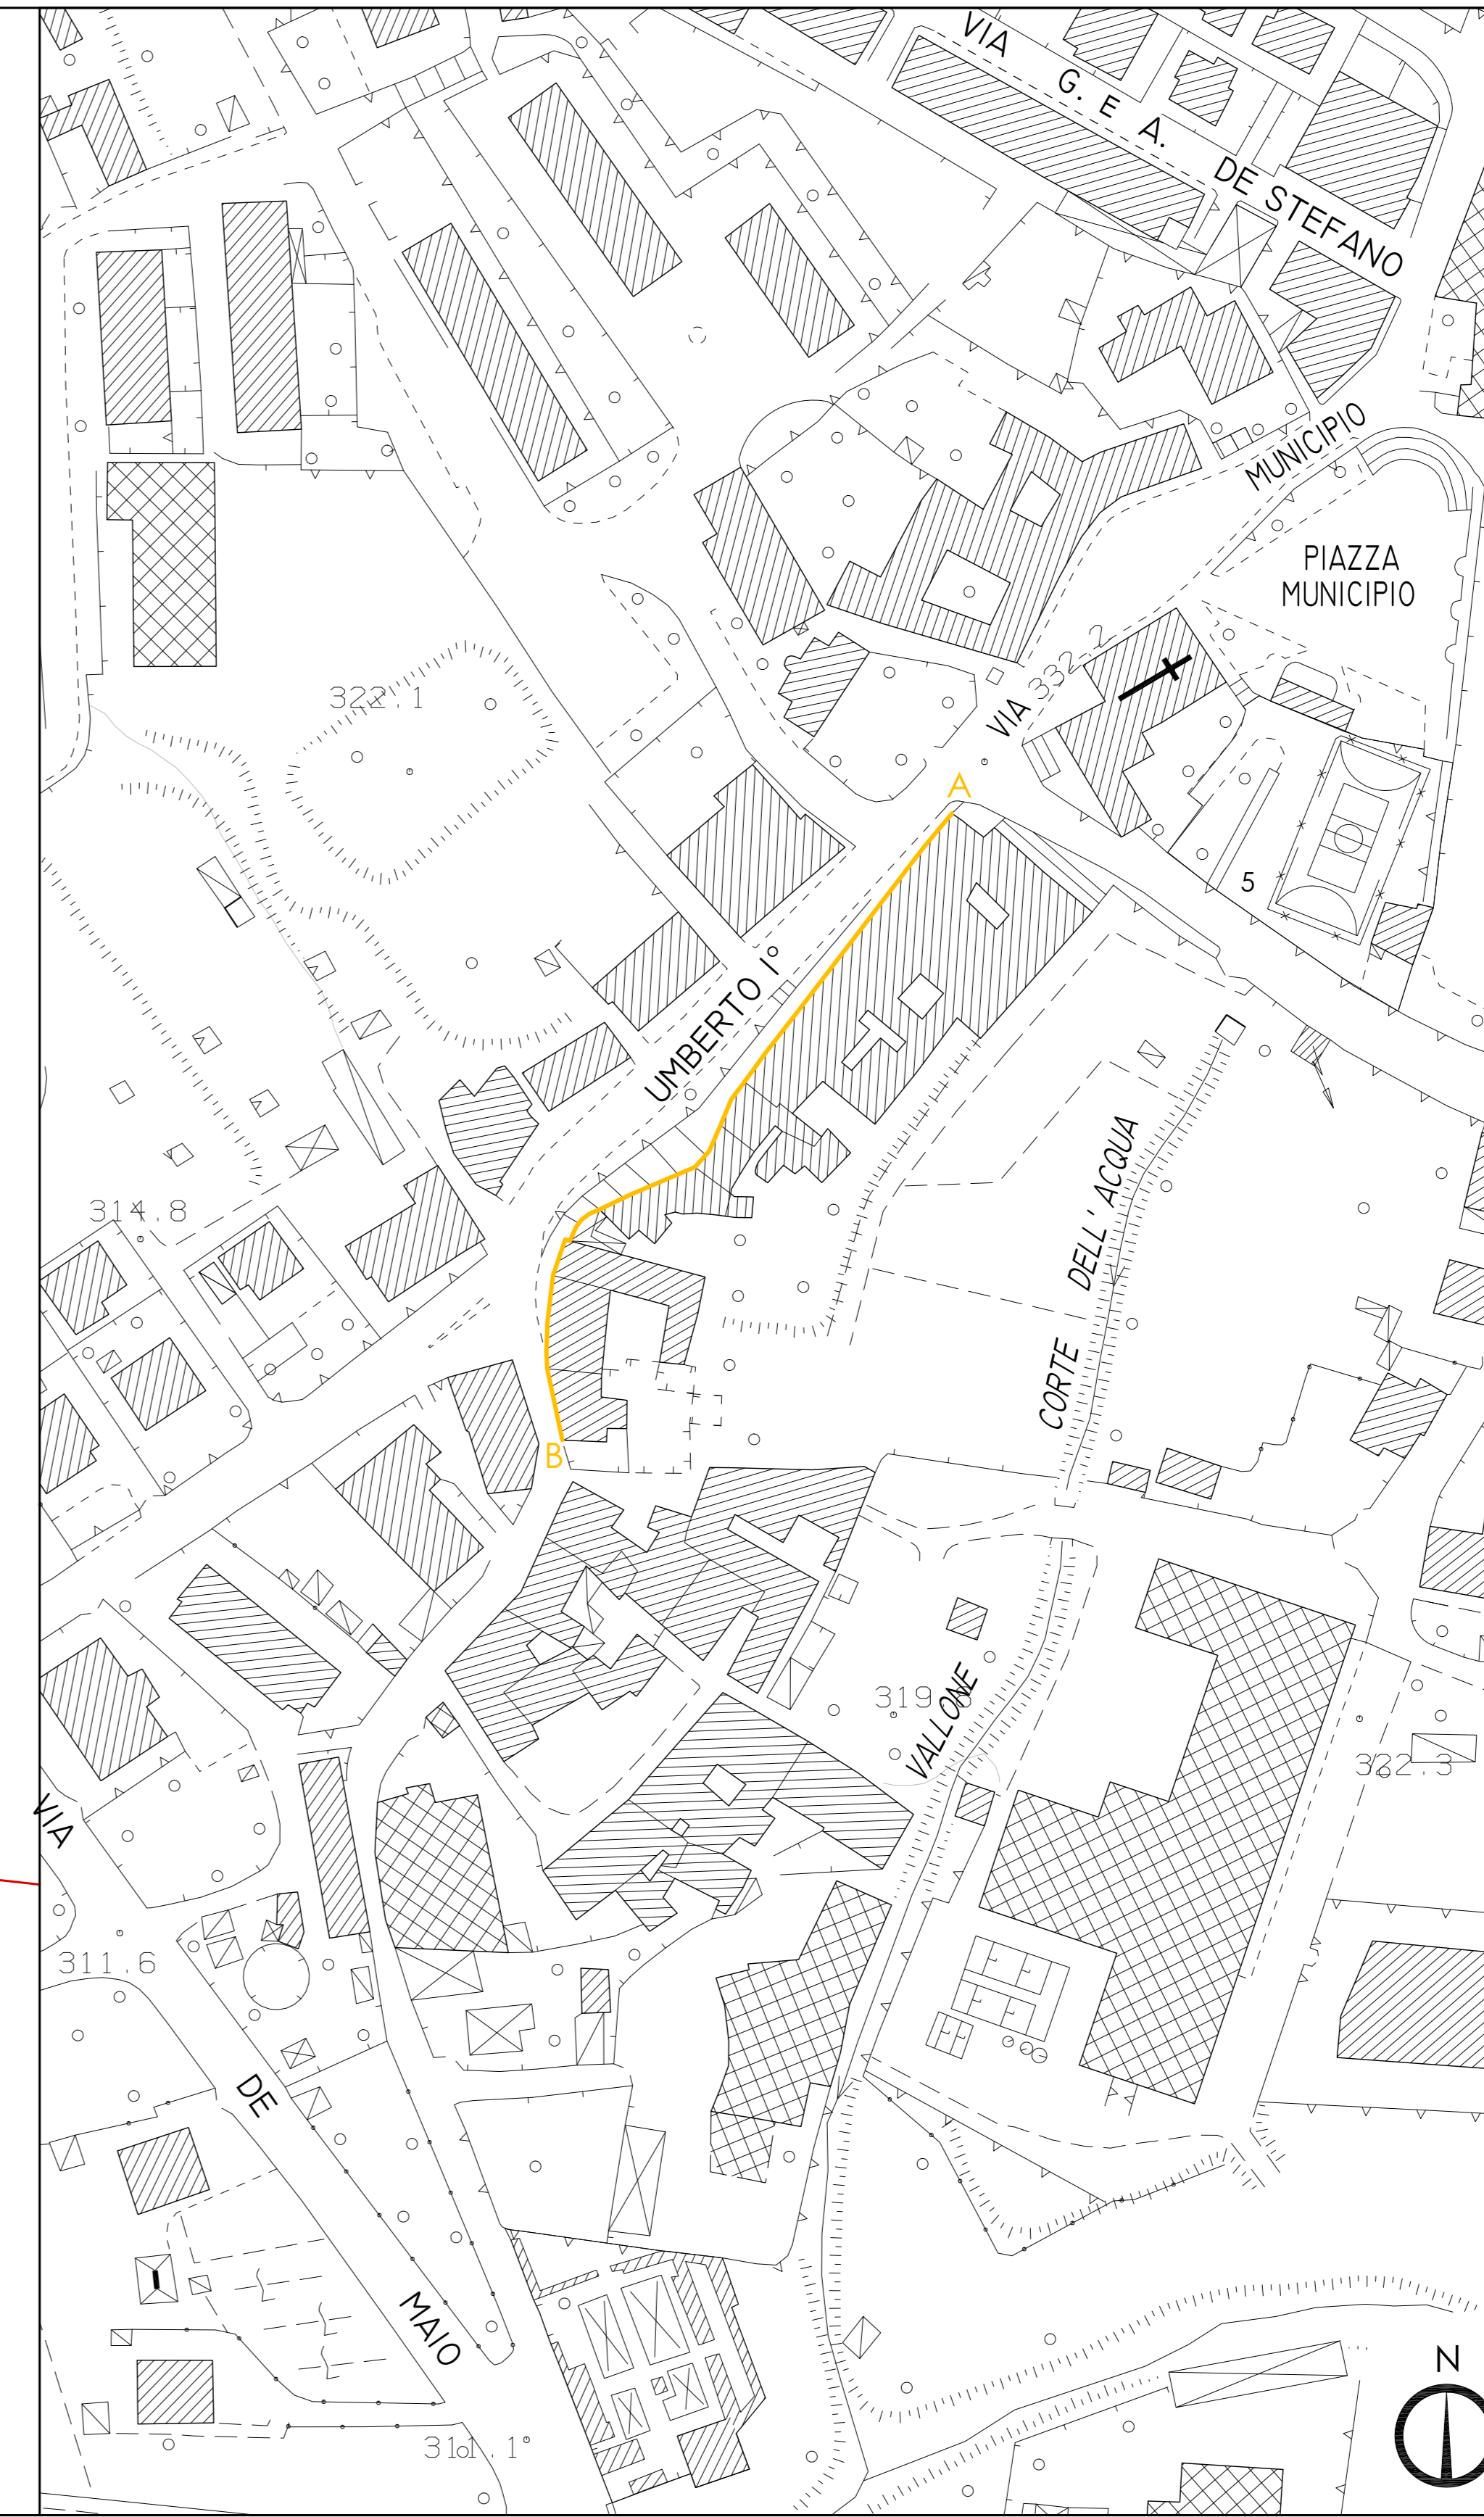 VIA G. E A. DE STEFANO
MUNICIPIO
PIAZZA
MUNICIPIO
322.1
VIA
332.2
A
5
UMBERTO I°
CORTE DELL'ACQUA
314.8
B
VALLONE
322.3
VIA
311.6
DE
MAIO
N